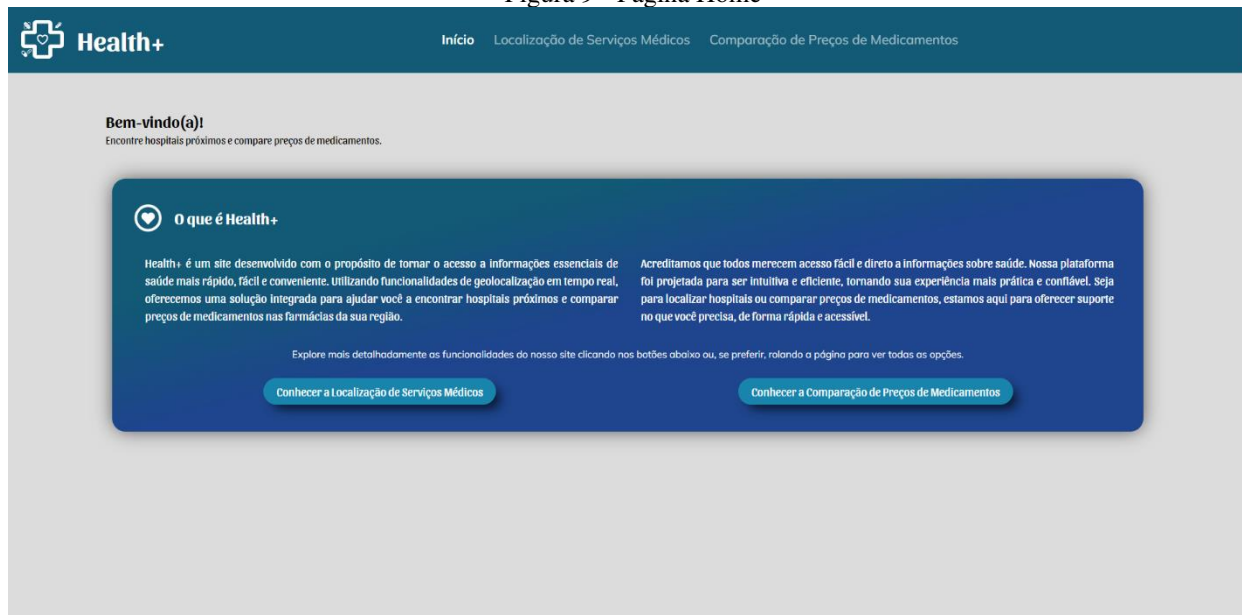 Figura 9 - Página Home
Health+
Início Localização de Serviços Médicos Comparação de Preços de Medicamentos
Bem-vindo(a)!
Encontre hospitais próximos e compare preços de medicamentos.
O que é Health+
Health+ é um site desenvolvido com o propósito de tornar o acesso a informações essenciais de
saúde mais rápido, fácil e conveniente. Utilizando funcionalidades de geolocalização em tempo real,
oferecemos uma solução integrada para ajudar você a encontrar hospitais próximos e comparar
preços de medicamentos nas farmácias da sua região.
Acreditamos que todos merecem acesso fácil e direto a informações sobre saúde. Nossa plataforma
foi projetada para ser intuitiva e eficiente, tornando sua experiência mais prática e confiável. Seja
para localizar hospitais ou comparar preços de medicamentos, estamos aqui para oferecer suporte
no que você precisa, de forma rápida e acessível.
Explore mais detalhadamente as funcionalidades do nosso site clicando nos botões abaixo ou, se preferir, rolando a página para ver todas as opções.
Conhecer a Localização de Serviços Médicos
Conhecer a Comparação de Preços de Medicamentos